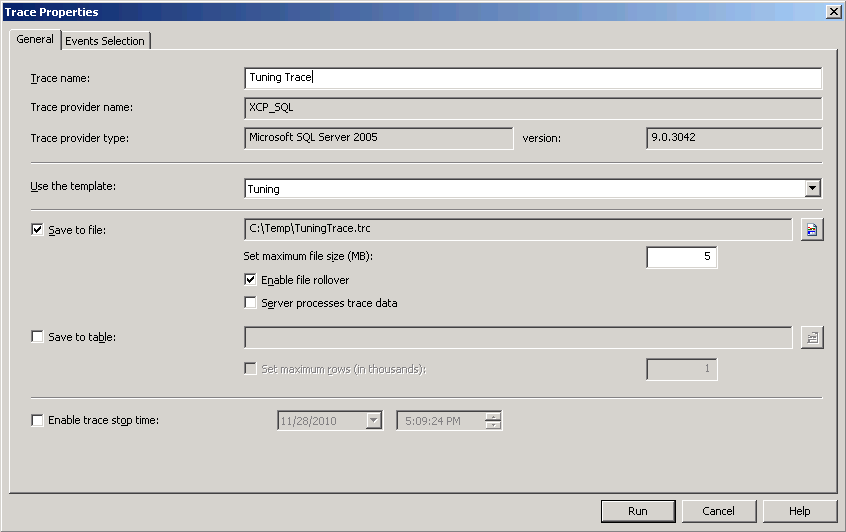 Trace Properties
General Events Selection
Trace name: Tuning Trace
Trace provider name: XCP_SQL
Trace provider type: Microsoft SQL Server 2005 version: 9.0.3042
Use the template: Tuning
Save to file: C:\Temp\TuningTrace.trc
Set maximum file size (MB): 5
Enable file rollover
Server processes trace data
Save to table:
Set maximum rows (in thousands): 1
Enable trace stop time: 11/28/2010 5:09:24 PM
Run Cancel Help